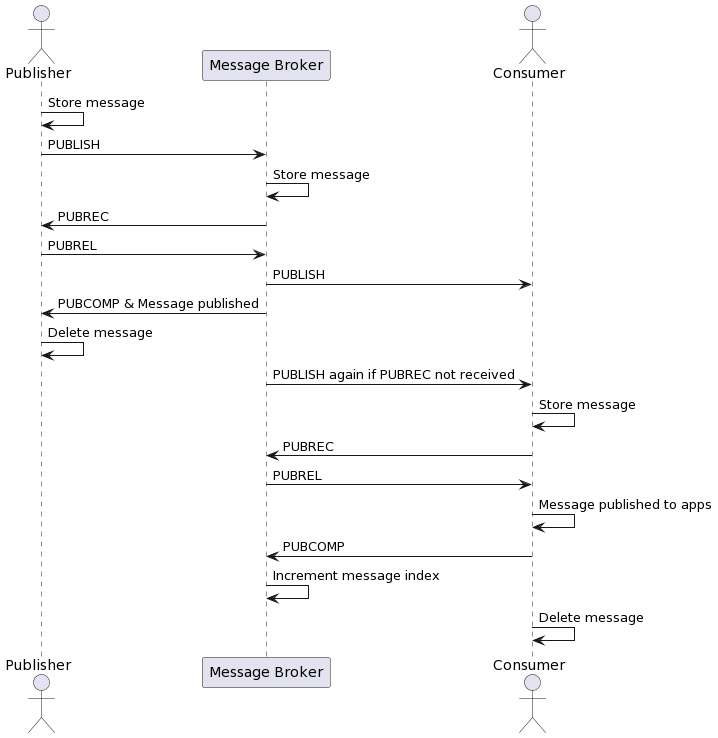 Publisher
Message Broker
Consumer
Store message
PUBLISH
Store message
PUBREC
PUBREL
PUBLISH
PUBCOMP & Message published
Delete message
PUBLISH again if PUBREC not received
Store message
PUBREC
PUBREL
Message published to apps
PUBCOMP
Increment message index
Delete message
Publisher
Message Broker
Consumer